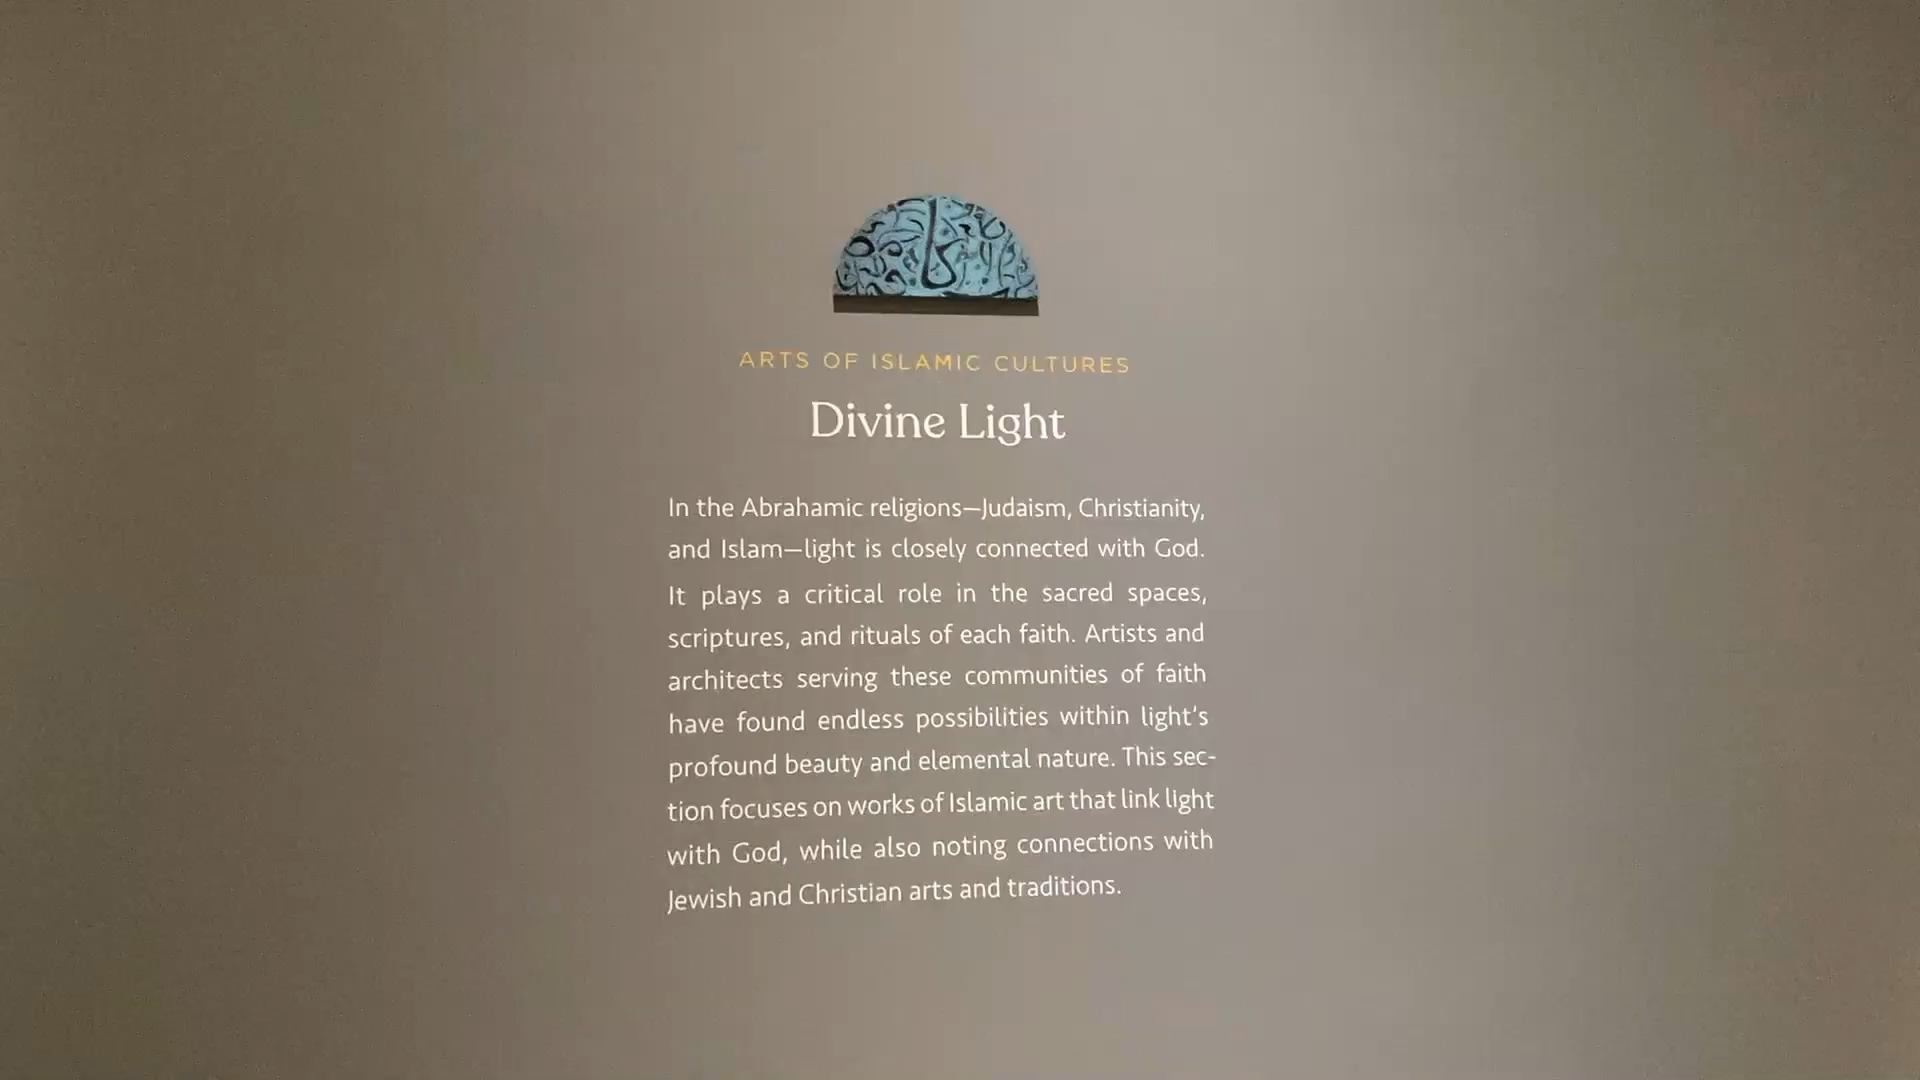 ARTS OF ISLAMIC CULTURES
Divine Light
In the Abrahamic religions—Judaism, Christianity,
and Islam—light is closely connected with God.
It plays a critical role in the sacred spaces,
scriptures, and rituals of each faith. Artists and
architects serving these communities of faith
have found endless possibilities within light's
profound beauty and elemental nature. This sec-
tion focuses on works of Islamic art that link light
with God, while also noting connections with
Jewish and Christian arts and traditions.